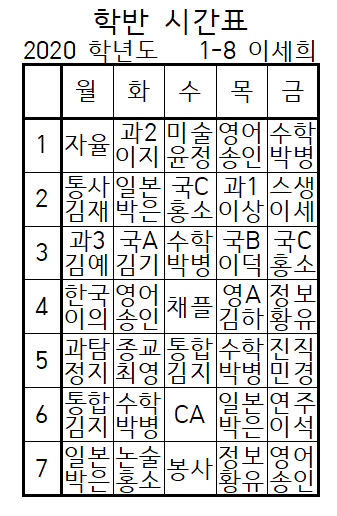 학반 시간표
2020 학년도 1-8 이세희
월 화 수 목 금
1 자율 과2 미술 영어 수학
이지 윤정 송인 박병
2 통사 일본 국C 과1 스생
김재 박은 홍소 이상 이세
3 과3 국A 수학 국B 국C
김예 김기 박병 이덕 홍소
4 한국 영어 채플 영A 정보
이의 송인 김하 황유
5 과탐 종교 통합 수학 진직
정지 최영 김지 박병 민경
6 통합 수학 CA 일본 연주
김지 박병 박은 이석
7 일본 논술 봉사 정보 영어
박은 홍소 황유 송인